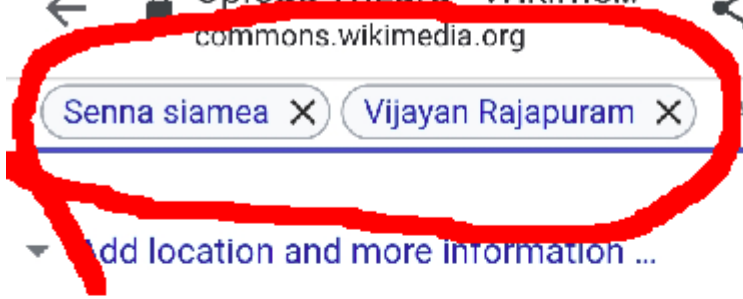 commons.wikimedia.org
Senna siamea × Vijayan Rajapuram ×
Add location and more information ...